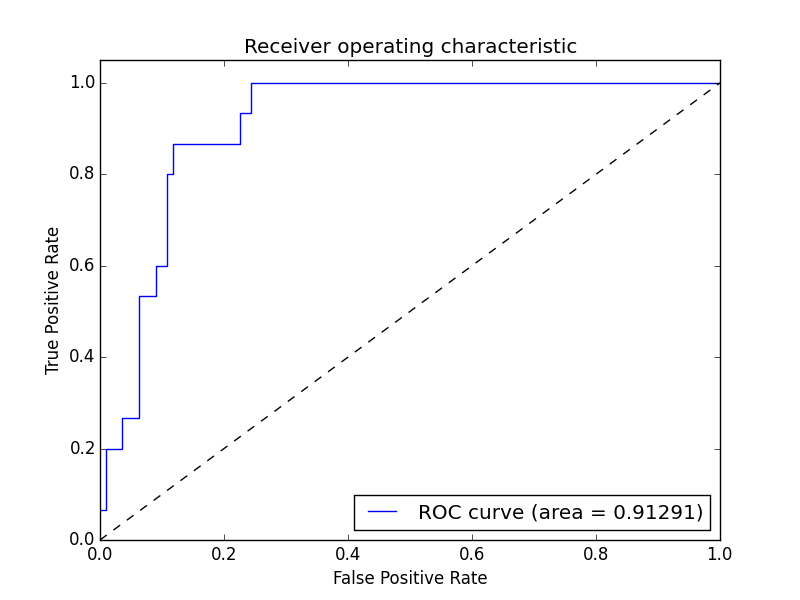 Receiver operating characteristic
True Positive Rate
1.0
0.8
0.6
0.4
0.2
0.0
ROC curve (area = 0.91291)
0.0 0.2 0.4 0.6 0.8 1.0
False Positive Rate